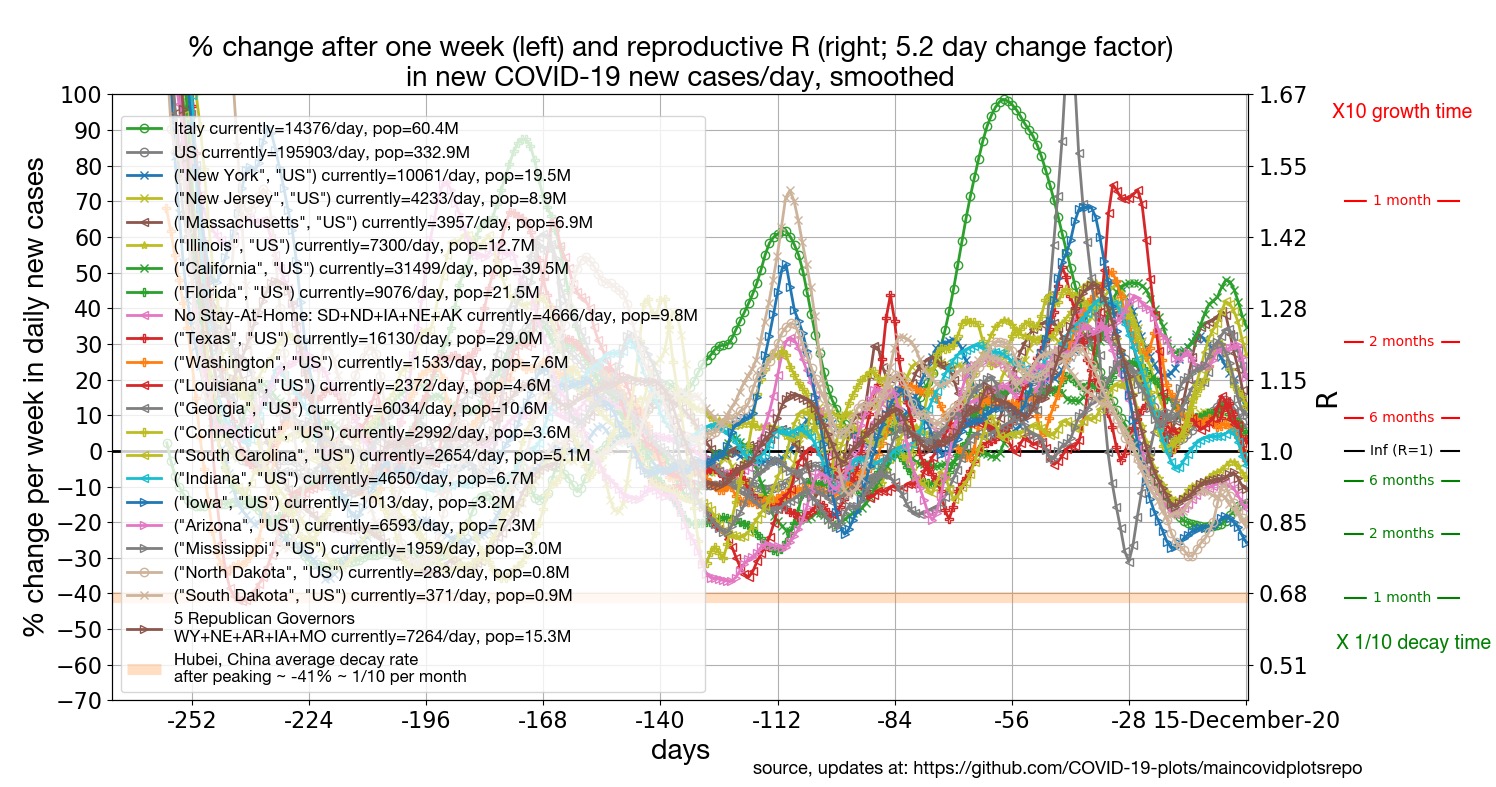 % change after one week (left) and reproductive R (right; 5.2 day change factor)
in new COVID-19 new cases/day, smoothed
% change per week in daily new cases
100
90
80
70
60
50
40
30
20
10
0
−10
−20
−30
−40
−50
−60
−70
Italy currently=14376/day, pop=60.4M
US currently=195903/day, pop=332.9M
("New York", "US") currently=10061/day, pop=19.5M
("New Jersey", "US") currently=4233/day, pop=8.9M
("Massachusetts", "US") currently=3957/day, pop=6.9M
("Illinois", "US") currently=7300/day, pop=12.7M
("California", "US") currently=31499/day, pop=39.5M
("Florida", "US") currently=9076/day, pop=21.5M
No Stay-At-Home: SD+ND+IA+NE+AK currently=4666/day, pop=9.8M
("Texas", "US") currently=16130/day, pop=29.0M
("Washington", "US") currently=1533/day, pop=7.6M
("Louisiana", "US") currently=2372/day, pop=4.6M
("Georgia", "US") currently=6034/day, pop=10.6M
("Connecticut", "US") currently=2992/day, pop=3.6M
("South Carolina", "US") currently=2654/day, pop=5.1M
("Indiana", "US") currently=4650/day, pop=6.7M
("Iowa", "US") currently=1013/day, pop=3.2M
("Arizona", "US") currently=6593/day, pop=7.3M
("Mississippi", "US") currently=1959/day, pop=3.0M
("North Dakota", "US") currently=283/day, pop=0.8M
("South Dakota", "US") currently=371/day, pop=0.9M
5 Republican Governors
WY+NE+AR+IA+MO currently=7264/day, pop=15.3M
Hubei, China average decay rate
after peaking ~ -41% ~ 1/10 per month
1.67
1.55
1.42
1.28
1.15
1.0
0.85
0.68
0.51
R
X10 growth time
1 month
2 months
6 months
Inf (R=1)
6 months
2 months
1 month
X 1/10 decay time
-252 -224 -196 -168 -140 -112 -84 -56 -28 15-December-20
days
source, updates at: https://github.com/COVID-19-plots/maincovidplotsrepo